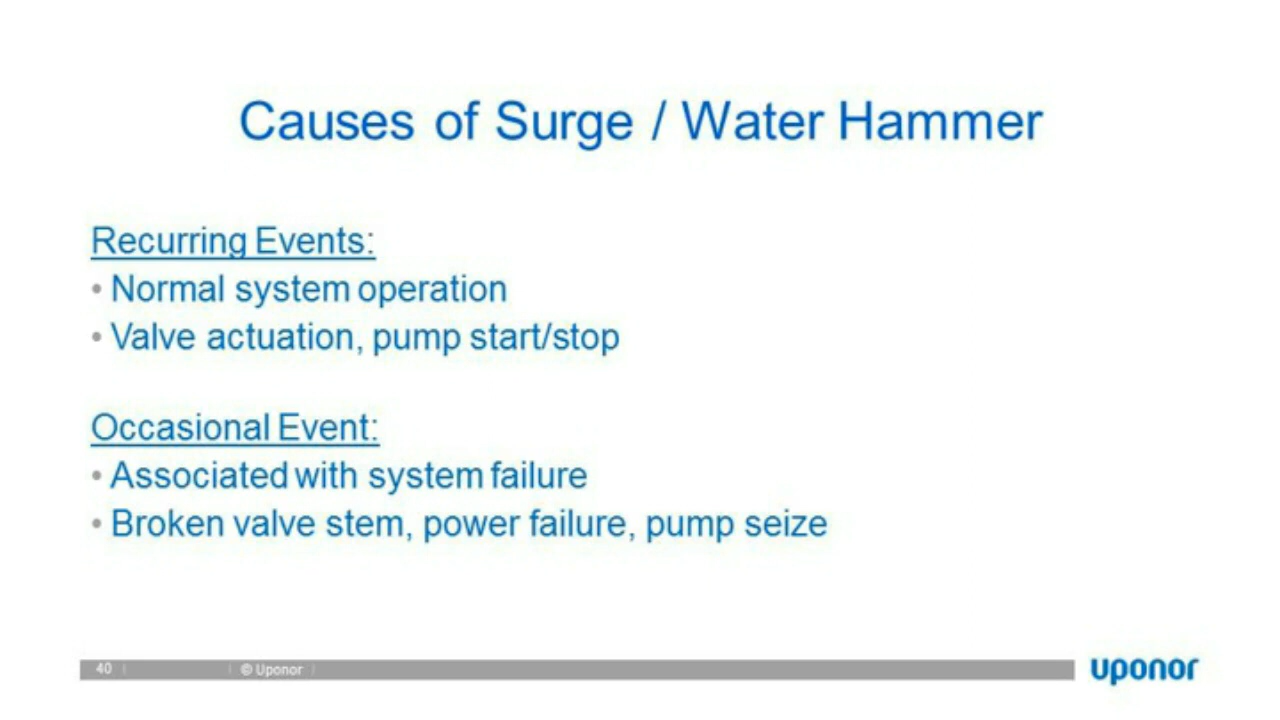 Causes of Surge / Water Hammer
Recurring Events:
• Normal system operation
• Valve actuation, pump start/stop
Occasional Event:
• Associated with system failure
• Broken valve stem, power failure, pump seize
40
© Uponor
uponor